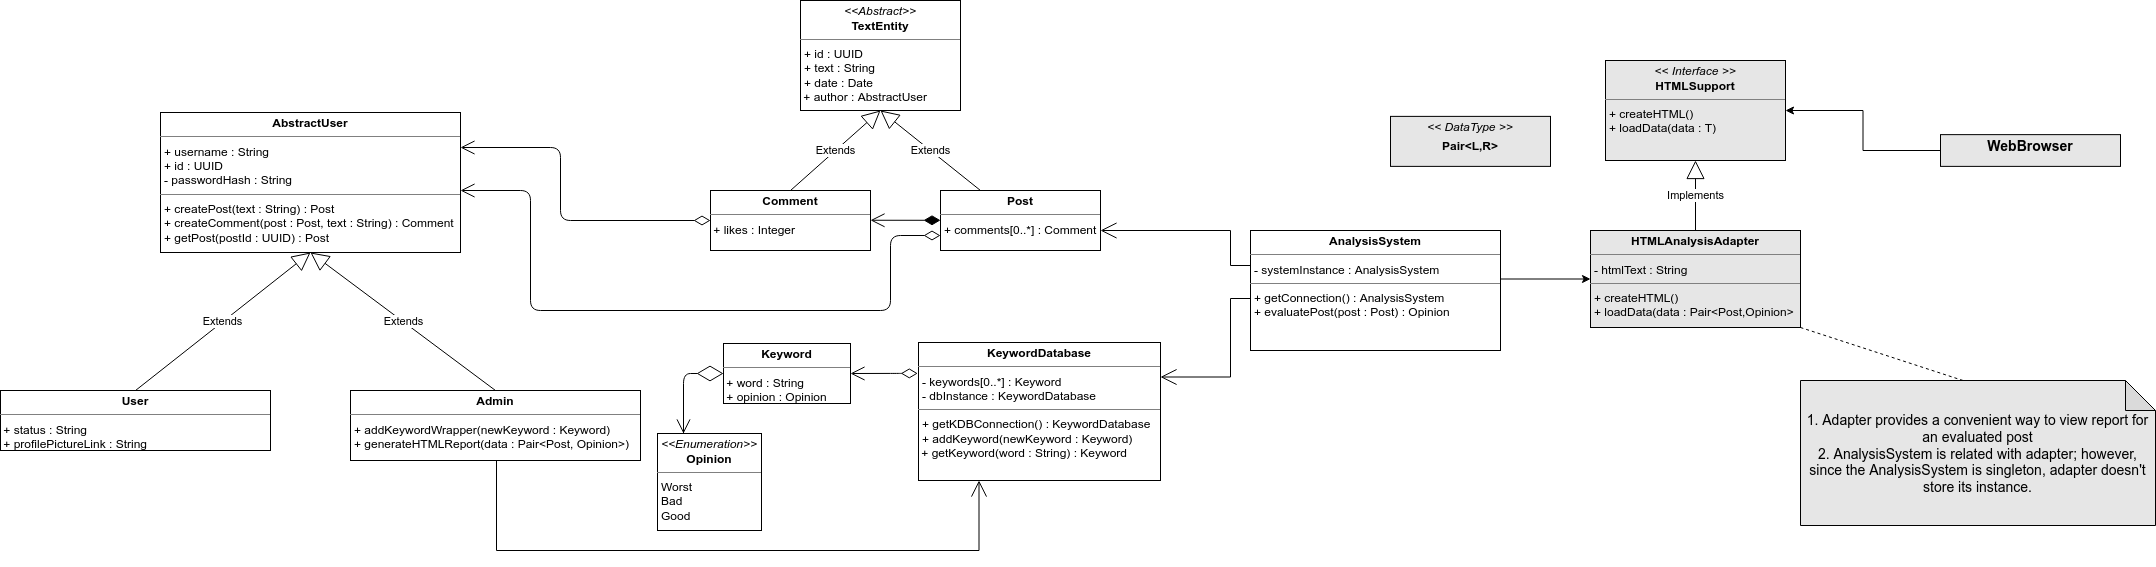 <<Abstract>>
TextEntity
+ id : UUID
+ text : String
+ date : Date
+ author : AbstractUser
<< Interface >>
HTMLSupport
+ createHTML()
+ loadData(data : T)
<< DataType >>
Pair<L,R>
WebBrowser
AbstractUser
+ username : String
+ id : UUID
- passwordHash : String
+ createPost(text : String) : Post
+ createComment(post : Post, text : String) : Comment
+ getPost(postId : UUID) : Post
Extends
Extends
Implements
Comment
+ likes : Integer
Post
+ comments[0..*] : Comment
AnalysisSystem
- systemInstance : AnalysisSystem
+ getConnection() : AnalysisSystem
+ evaluatePost(post : Post) : Opinion
HTMLAnalysisAdapter
- htmlText : String
+ createHTML()
+ loadData(data : Pair<Post,Opinion>
Extends
Extends
Keyword
+ word : String
+ opinion : Opinion
KeywordDatabase
- keywords[0..*] : Keyword
- dbInstance : KeywordDatabase
+ getKDBConnection() : KeywordDatabase
+ addKeyword(newKeyword : Keyword)
+ getKeyword(word : String) : Keyword
User
+ status : String
+ profilePictureLink : String
Admin
+ addKeywordWrapper(newKeyword : Keyword)
+ generateHTMLReport(data : Pair<Post, Opinion>)
<<Enumeration>>
Opinion
Worst
Bad
Good
1. Adapter provides a convenient way to view report for
an evaluated post
2. AnalysisSystem is related with adapter; however,
since the AnalysisSystem is singleton, adapter doesn't
store its instance.